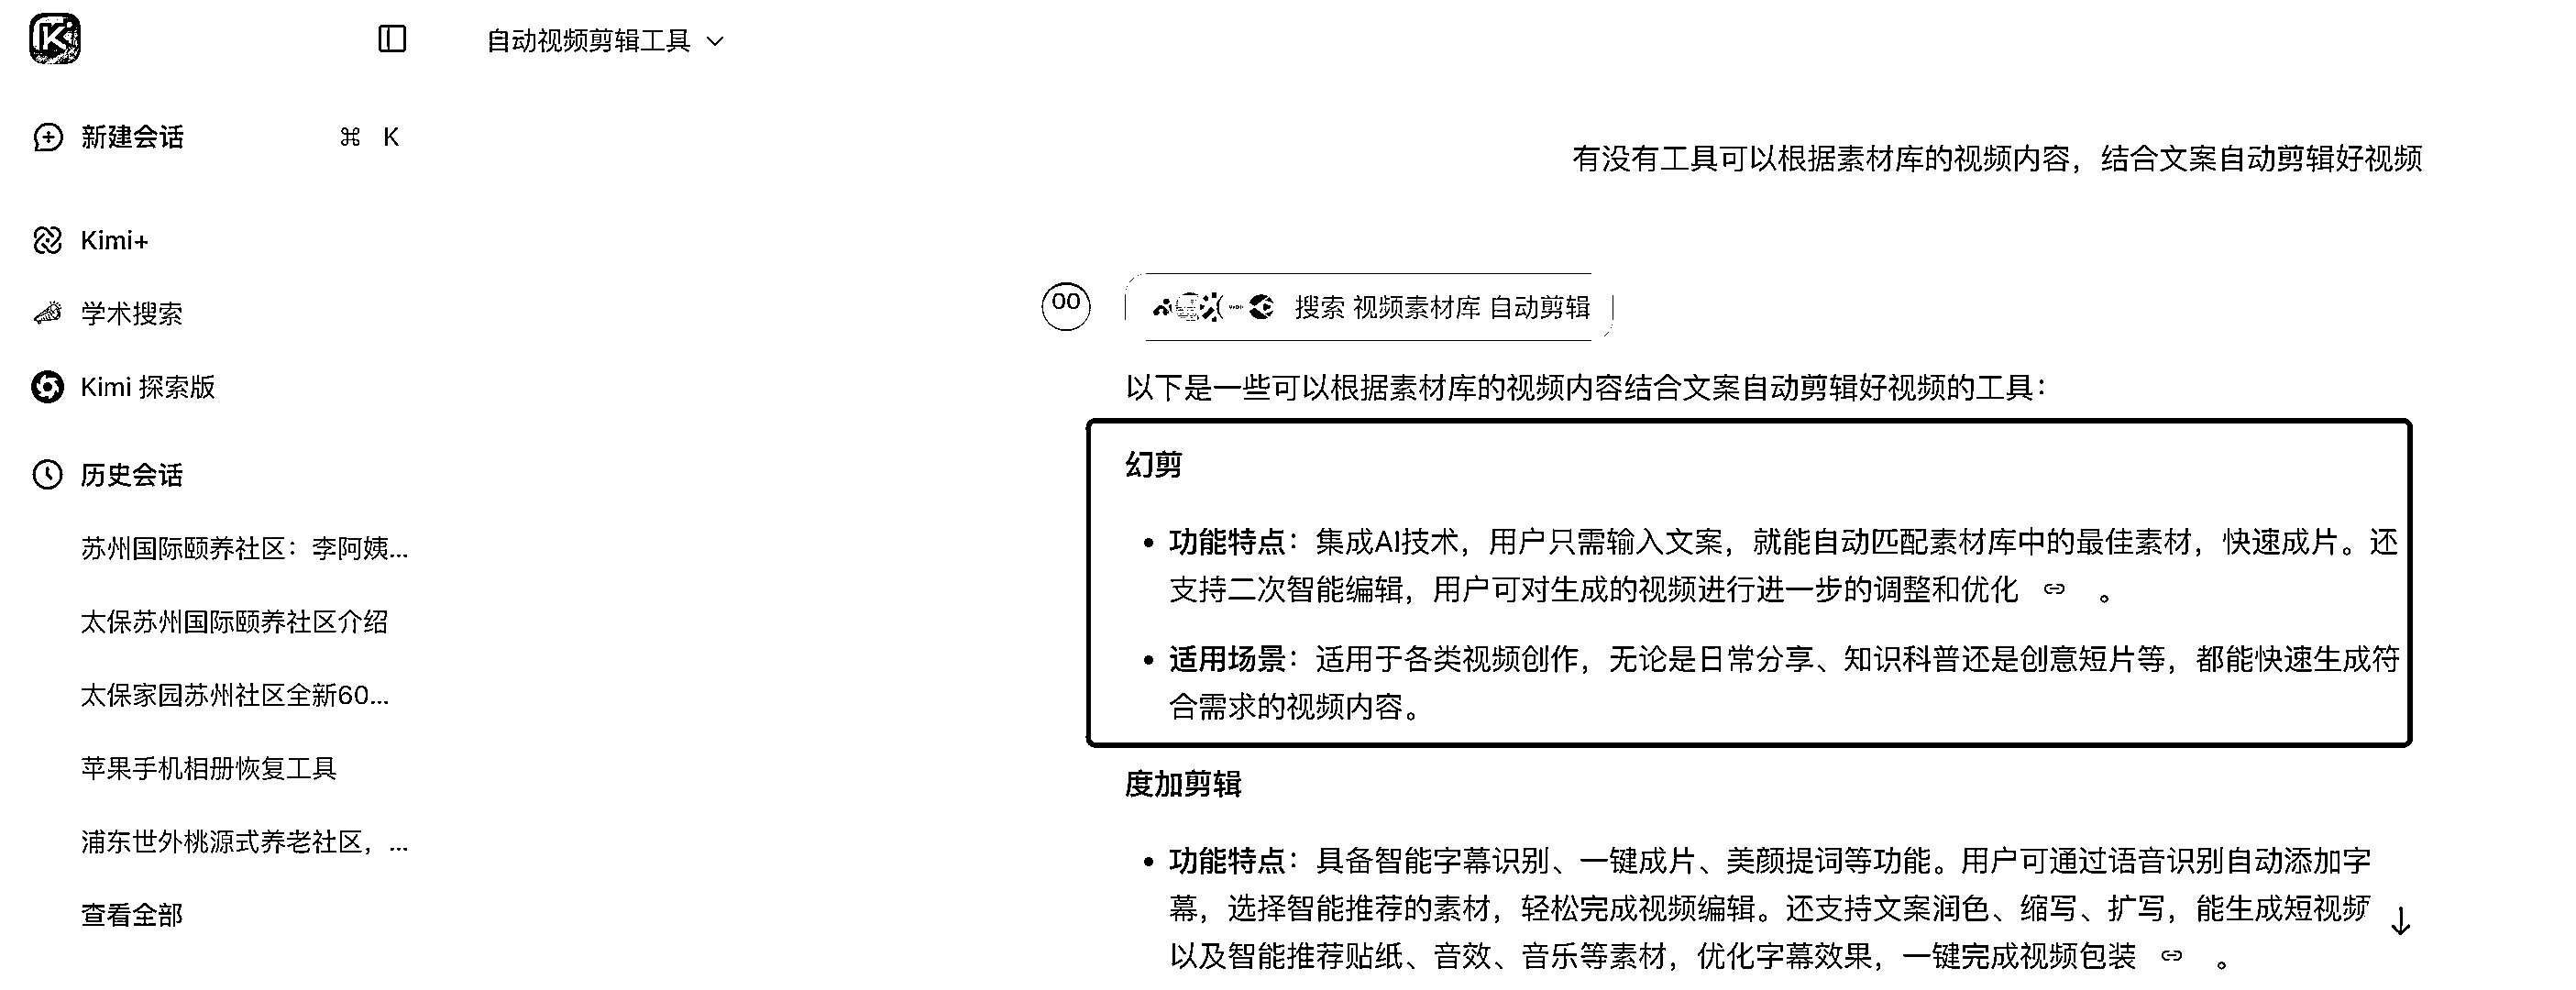 自动视频剪辑工具
新建会话 ⌘ K
Kimi+
学术搜索
Kimi 探索版
历史会话
苏州国际颐养社区：李阿姨...
太保苏州国际颐养社区介绍
太保家园苏州社区全新60...
苹果手机相册恢复工具
浦东世外桃源式养老社区，...
查看全部
有没有工具可以根据素材库的视频内容，结合文案自动剪辑好视频
搜索 视频素材库 自动剪辑
以下是一些可以根据素材库的视频内容结合文案自动剪辑好视频的工具：
幻剪
• 功能特点：集成AI技术，用户只需输入文案，就能自动匹配素材库中的最佳素材，快速成片。还
支持二次智能编辑，用户可对生成的视频进行进一步的调整和优化 。
• 适用场景：适用于各类视频创作，无论是日常分享、知识科普还是创意短片等，都能快速生成符
合需求的视频内容。
度加剪辑
• 功能特点：具备智能字幕识别、一键成片、美颜提词等功能。用户可通过语音识别自动添加字
幕，选择智能推荐的素材，轻松完成视频编辑。还支持文案润色、缩写、扩写，能生成短视频
以及智能推荐贴纸、音效、音乐等素材，优化字幕效果，一键完成视频包装 。